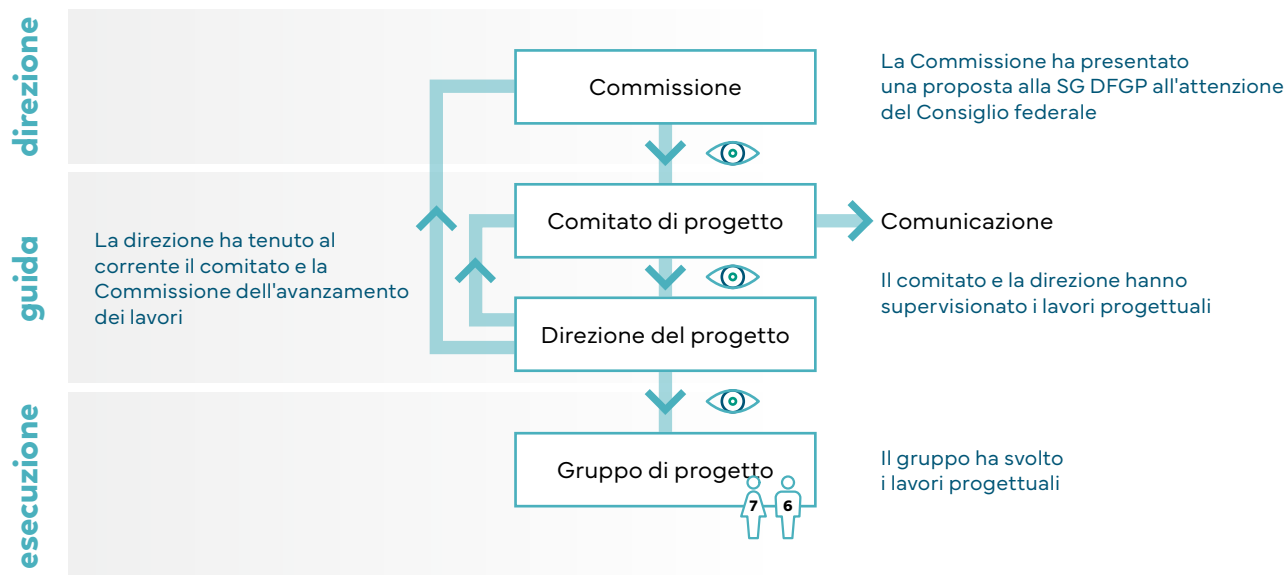 direzione
Commissione
La Commissione ha presentato
una proposta alla SG DFGP all'attenzione
del Consiglio federale
guida
La direzione ha tenuto al
corrente il comitato e la
Commissione dell'avanzamento
dei lavori
Comitato di progetto
Comunicazione
Il comitato e la direzione hanno
supervisionato i lavori progettuali
Direzione del progetto
esecuzione
Gruppo di progetto
7 6
Il gruppo ha svolto
i lavori progettuali